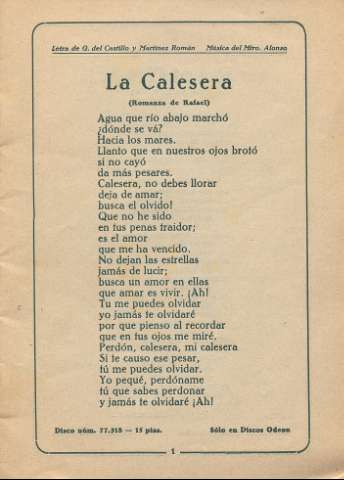 Letra de G. del Castillo y Martínez Román Música del Mtro. Alonso
La Calesera
(Romanza de Rafael)
Agua que río abajo marchó
¿dónde se vá?
Hacia los mares.
Llanto que en nuestros ojos brotó
si no cayó
da más pesares.
Calesera, no debes llorar
deja de amar;
busca el olvido!
Que no he sido
en tus penas traidor;
es el amor
que me ha vencido.
No dejan las estrellas
jamás de lucir;
busca un amor en ellas
que amar es vivir. ¡Ah!
Tu me puedes olvidar
yo jamás te olvidaré
por que pienso al recordar
que en tus ojos me miré.
Perdón, calesera, mi calesera
Si te causo ese pesar,
tú me puedes olvidar.
Yo pequé, perdóname
tú que sabes perdonar
y jamás te olvidaré ¡Ah!
Disco núm. 77.518 — 15 ptas. Sólo en Discos Odeon
1